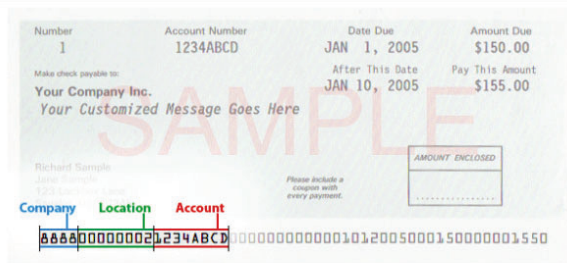 Number Account Number Date Due Amount Due
1 1234ABCD JAN 1, 2005 $150.00
After This Date Pay This Amount
Make check payable to:
JAN 10, 2005 $155.00
Your Company Inc.
Your Customized Message Goes Here
SAMPLE
AMOUNT ENCLOSED
Richard Sample
Please include a
coupon with
every payment.
Company Location Account